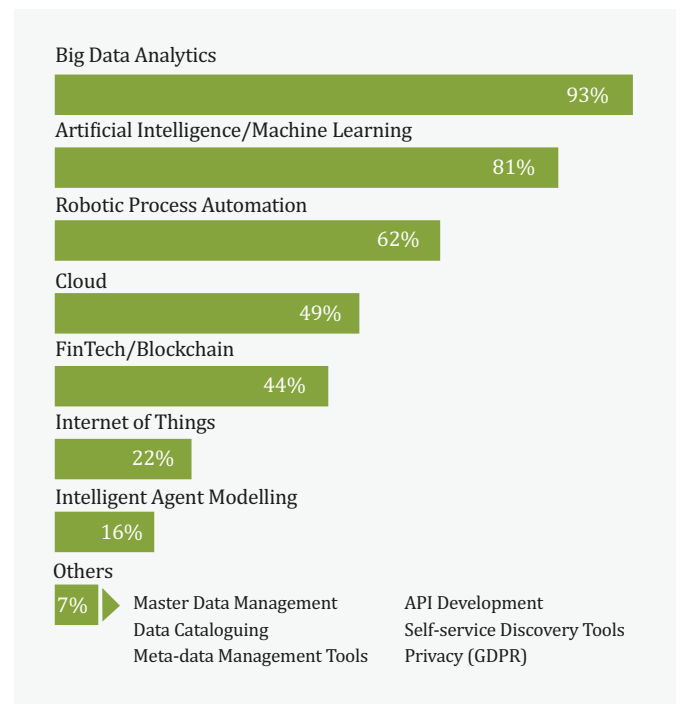 Big Data Analytics
93%
Artificial Intelligence/Machine Learning
81%
Robotic Process Automation
62%
Cloud
49%
FinTech/Blockchain
44%
Internet of Things
22%
Intelligent Agent Modelling
16%
Others
7%
Master Data Management
Data Cataloguing
Meta-data Management Tools
API Development
Self-service Discovery Tools
Privacy (GDPR)